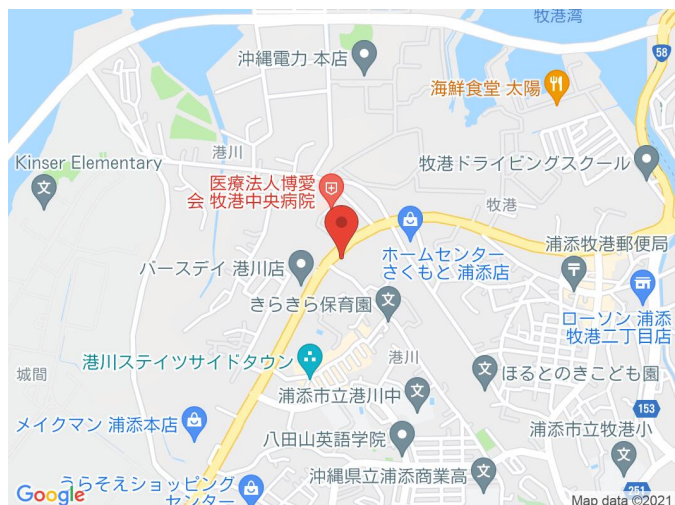 牧港湾
58
沖縄電力 本店
海鮮食堂 太陽
Kinser Elementary
港川
牧港ドライビングスクール
医療法人博愛
会 牧港中央病院
牧港
ホームセンター
さくもと 浦添店
浦添牧港郵便局
バースデイ 港川店
きらきら保育園
ローソン 浦添
牧港二丁目店
港川ステイツサイドタウン
港川
ほるとのきこども園
城間
浦添市立港川中
153
メイクマン 浦添本店
八田山英語学院
浦添市立牧港小
沖縄県立浦添商業高
うらそえショッピング
センター
251
Google
Map data ©2021